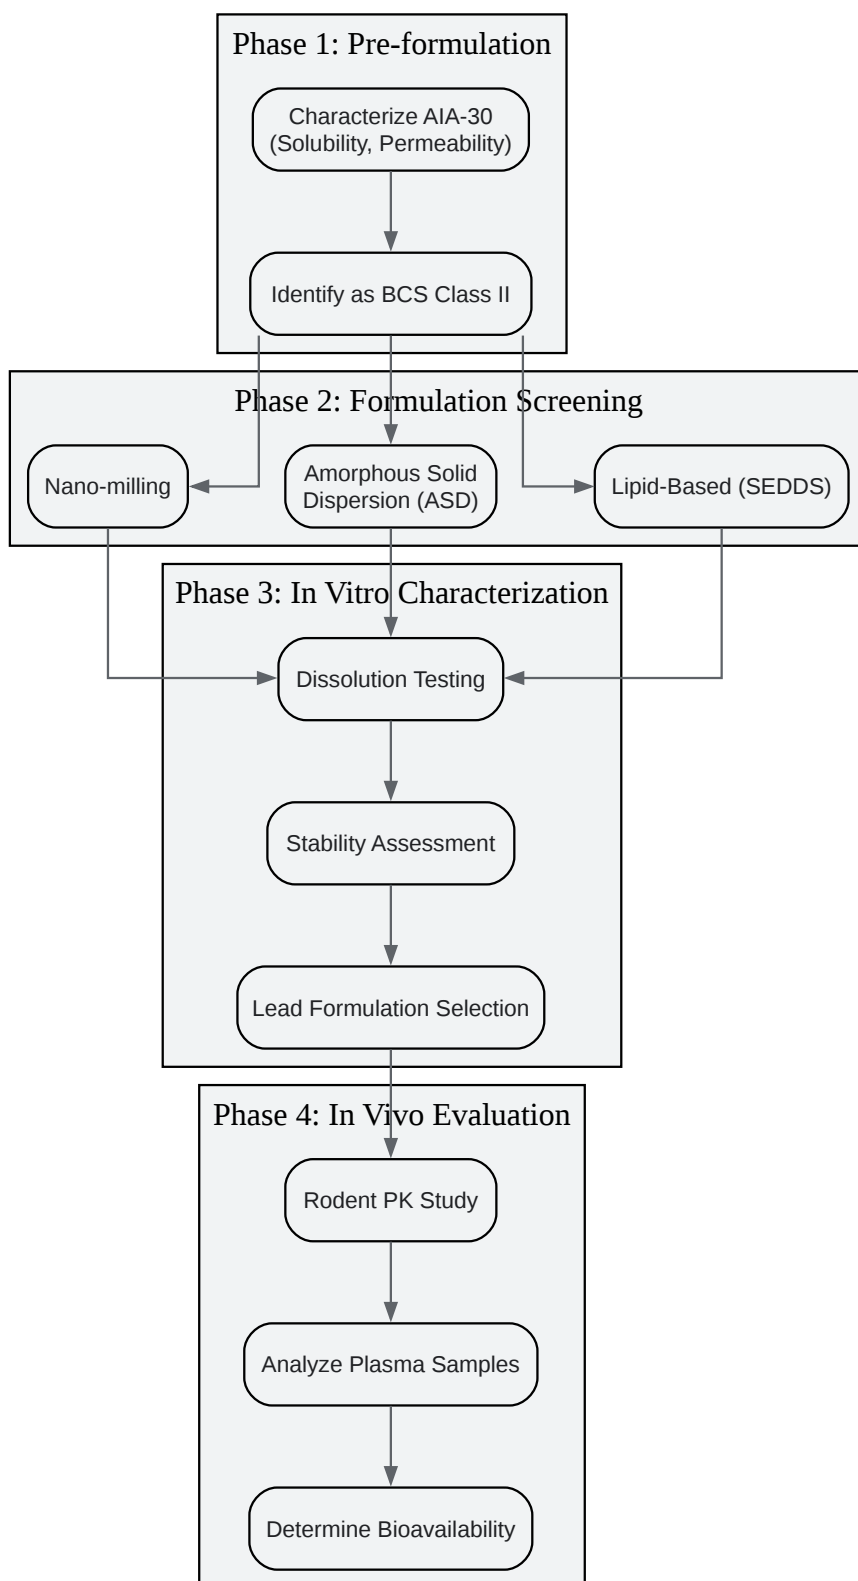 Phase 1: Pre-formulation
Characterize AIA-30
(Solubility, Permeability)
Identify as BCS Class II
Phase 2: Formulation Screening
Nano-milling
Amorphous Solid
Dispersion (ASD)
Lipid-Based (SEDDS)
Phase 3: In Vitro Characterization
Dissolution Testing
Stability Assessment
Lead Formulation Selection
Phase 4: In Vivo Evaluation
Rodent PK Study
Analyze Plasma Samples
Determine Bioavailability